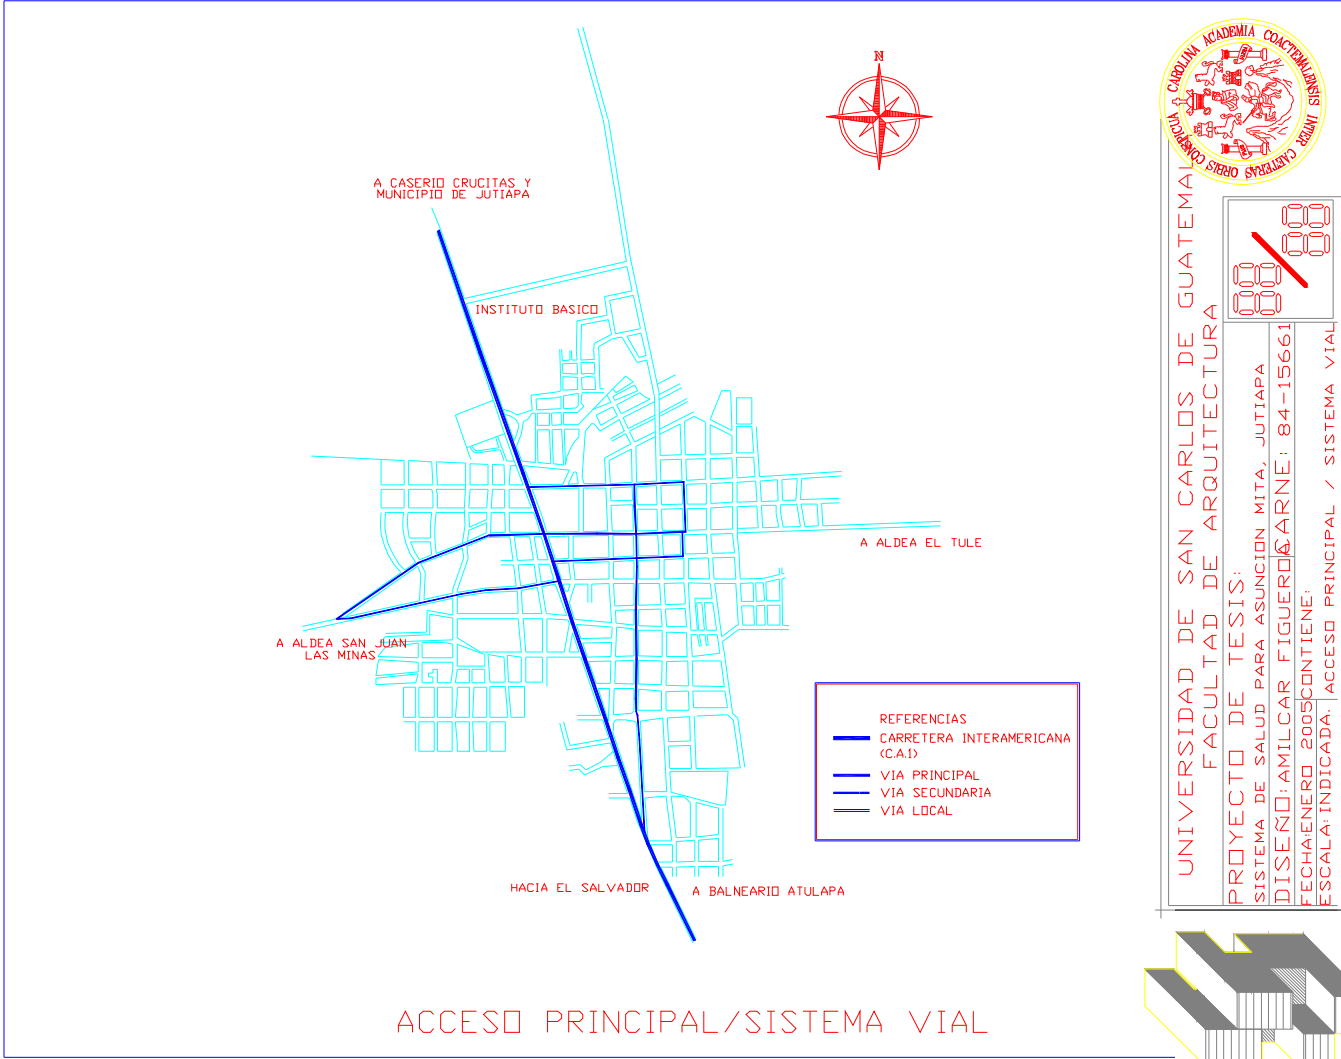 N
A CASERIO CRUCITAS Y
MUNICIPIO DE JUTIAPA
INSTITUTO BASICO
A ALDEA EL TULE
A ALDEA SAN JUAN
LAS MINAS
REFERENCIAS
CARRETERA INTERAMERICANA
(C.A.1)
VIA PRINCIPAL
VIA SECUNDARIA
VIA LOCAL
HACIA EL SALVADOR
A BALNEARIO ATULAPA
ACCESO PRINCIPAL/SISTEMA VIAL
CAROLINA ACADEMIA COACTEMALENSIS INTER CAETERAS ORBIS CONSPICUA
UNIVERSIDAD DE SAN CARLOS DE GUATEMALA
FACULTAD DE ARQUITECTURA
88/88
PROYECTO DE TESIS:
SISTEMA DE SALUD PARA ASUNCION MITA, JUTIAPA
DISEÑO: AMILCAR FIGUEROA
CARNE: 84-15661
FECHA:ENERO 2005
CONTIENE:
ESCALA: INDICADA.
ACCESO PRINCIPAL / SISTEMA VIAL